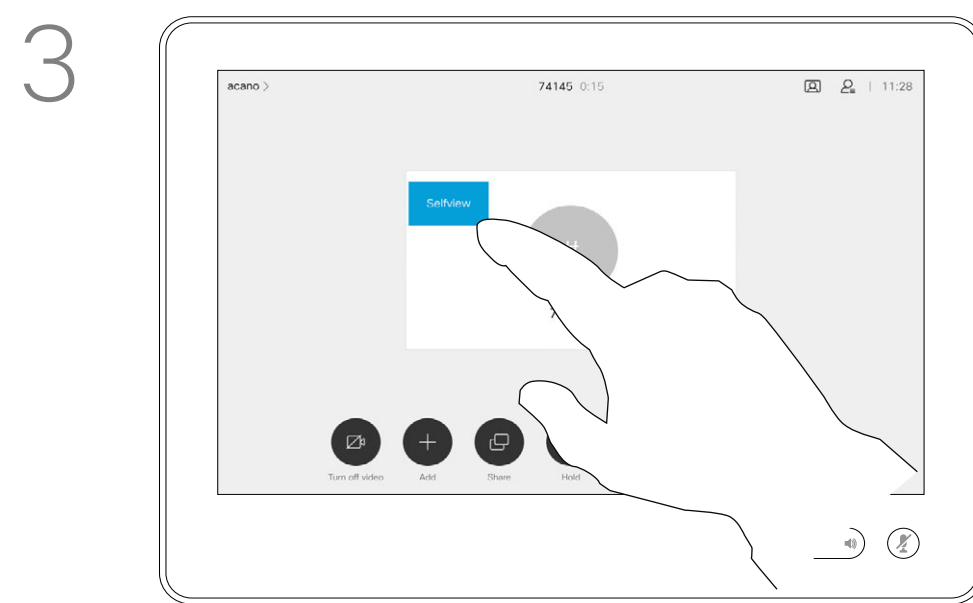 3
acano >
74145 0:15
11:28
Selfview
Turn off video
Add
Share
Hold